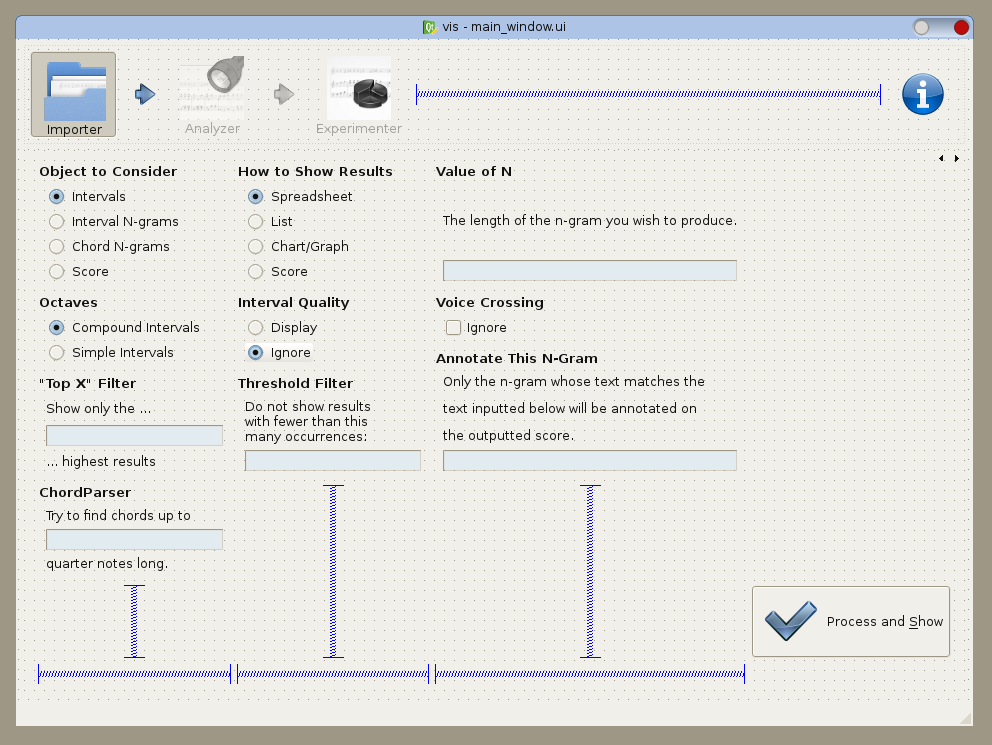 vis - main_window.ui
Importer
Analyzer
Experimenter
Object to Consider
Intervals
Interval N-grams
Chord N-grams
Score
How to Show Results
Spreadsheet
List
Chart/Graph
Score
Value of N
The length of the n-gram you wish to produce.
Octaves
Compound Intervals
Simple Intervals
Interval Quality
Display
Ignore
Voice Crossing
Ignore
Annotate This N-Gram
Only the n-gram whose text matches the
text inputted below will be annotated on
the outputted score.
"Top X" Filter
Show only the ...
... highest results
Threshold Filter
Do not show results
with fewer than this
many occurrences:
ChordParser
Try to find chords up to
quarter notes long.
Process and Show